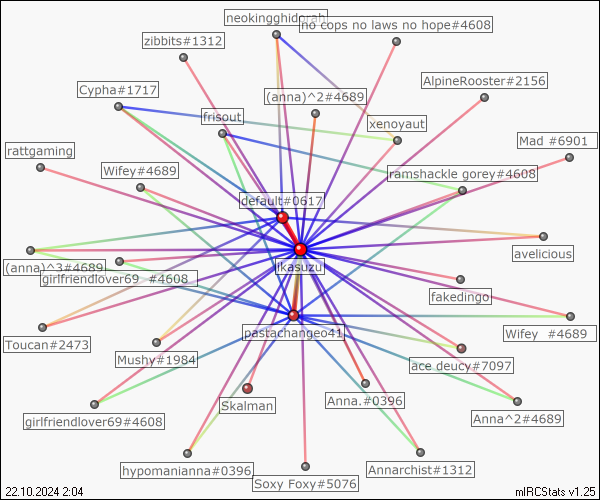 neokingghidorah
no cops no laws no hope#4608
zibbits#1312
AlpineRooster#2156
Cypha#1717
(anna)^2#4689
frisout
xenoyaut
Mad #6901
rattgaming
Wifey#4689
ramshackle gorey#4608
default#0617
avelicious
(anna)^3#4689
ikasuzu
girlfriendlover69 #4608
fakedingo
Toucan#2473
pastachangeo41
Wifey #4689
Mushy#1984
ace deucy#7097
Skalman
Anna.#0396
girlfriendlover69#4608
Anna^2#4689
hypomanianna#0396
Annarchist#1312
Soxy Foxy#5076
22.10.2024 2:04
mIRCStats v1.25